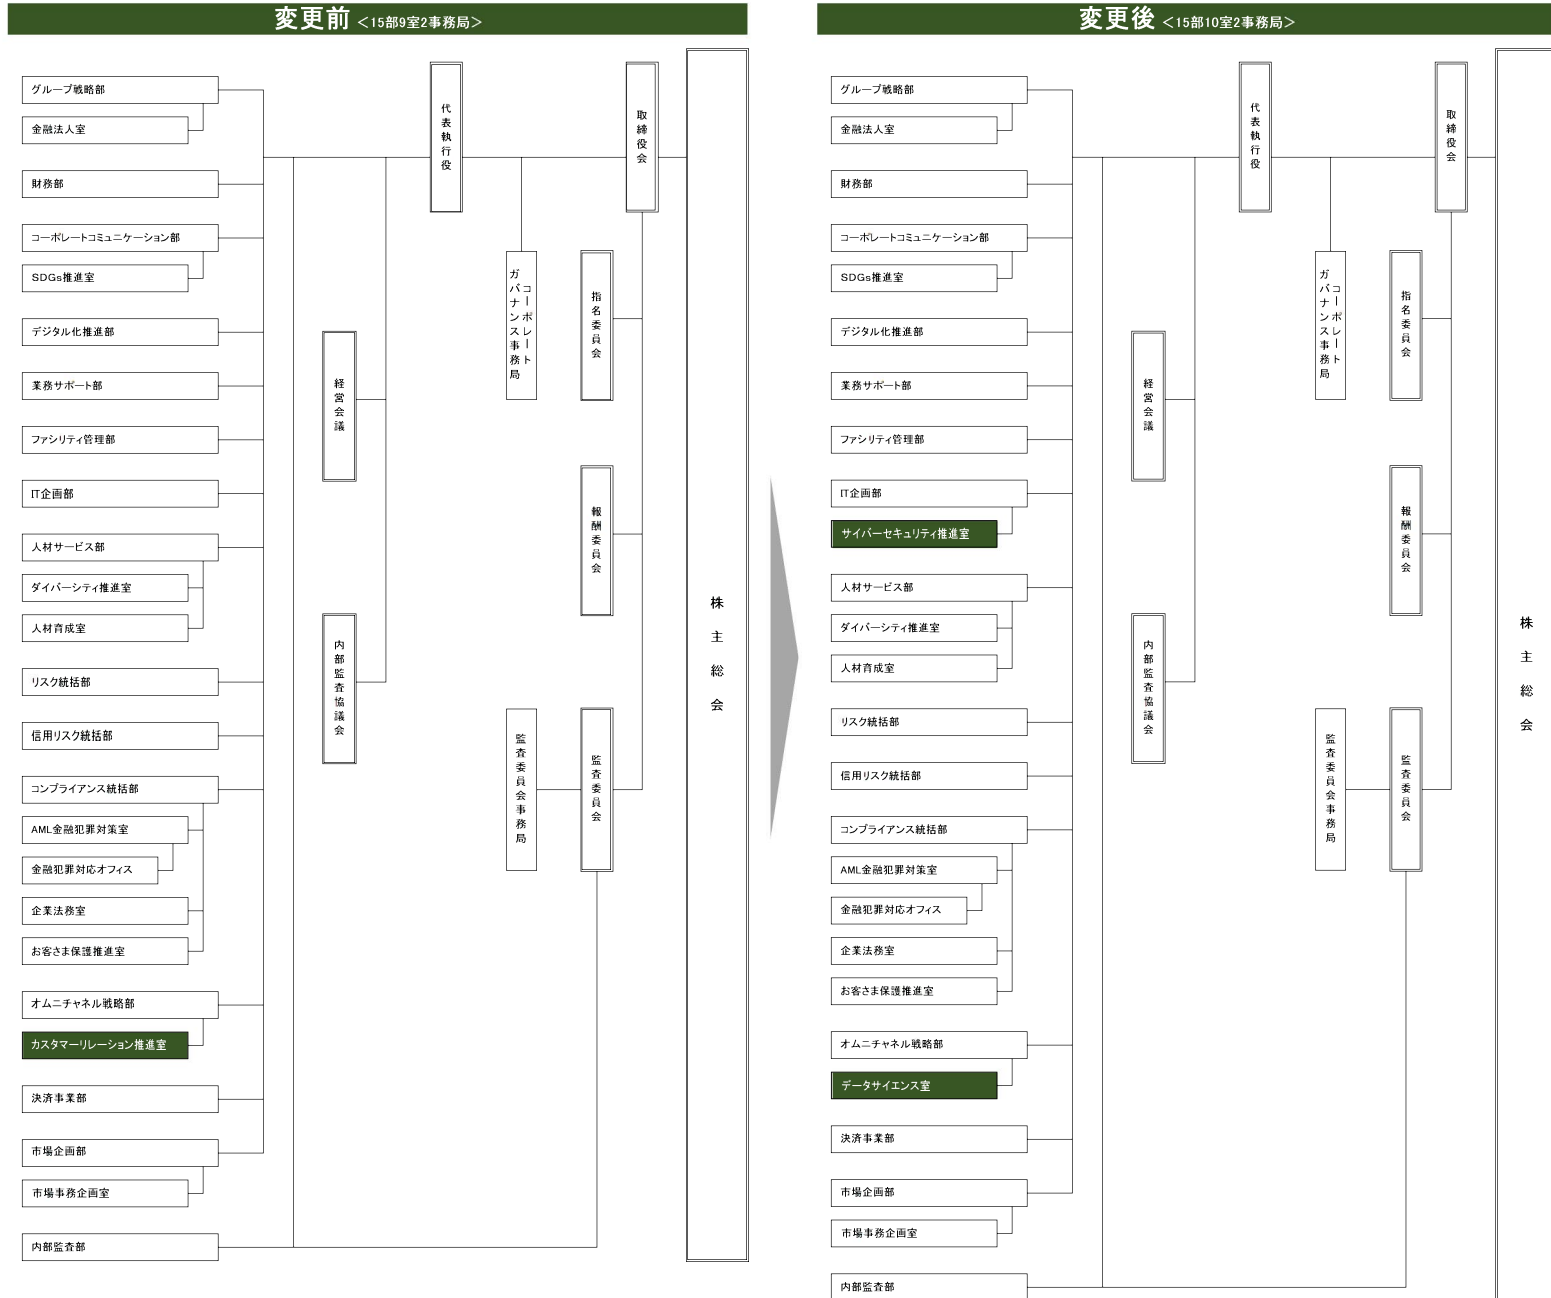 変更前 <15部9室2事務局>
グループ戦略部
金融法人室
財務部
コーポレートコミュニケーション部
SDGs推進室
デジタル化推進部
業務サポート部
ファシリティ管理部
IT企画部
人材サービス部
ダイバーシティ推進室
人材育成室
リスク統括部
信用リスク統括部
コンプライアンス統括部
AML金融犯罪対策室
金融犯罪対応オフィス
企業法務室
お客さま保護推進室
オムニチャネル戦略部
カスタマーリレーション推進室
決済事業部
市場企画部
市場事務企画室
内部監査部
経営会議
内部監査協議会
代表執行役
コーポレート
ガバナンス事務局
監査委員会事務局
指名委員会
報酬委員会
監査委員会
取締役会
株主総会
変更後 <15部10室2事務局>
グループ戦略部
金融法人室
財務部
コーポレートコミュニケーション部
SDGs推進室
デジタル化推進部
業務サポート部
ファシリティ管理部
IT企画部
サイバーセキュリティ推進室
人材サービス部
ダイバーシティ推進室
人材育成室
リスク統括部
信用リスク統括部
コンプライアンス統括部
AML金融犯罪対策室
金融犯罪対応オフィス
企業法務室
お客さま保護推進室
オムニチャネル戦略部
データサイエンス室
決済事業部
市場企画部
市場事務企画室
内部監査部
経営会議
内部監査協議会
代表執行役
コーポレート
ガバナンス事務局
監査委員会事務局
指名委員会
報酬委員会
監査委員会
取締役会
株主総会